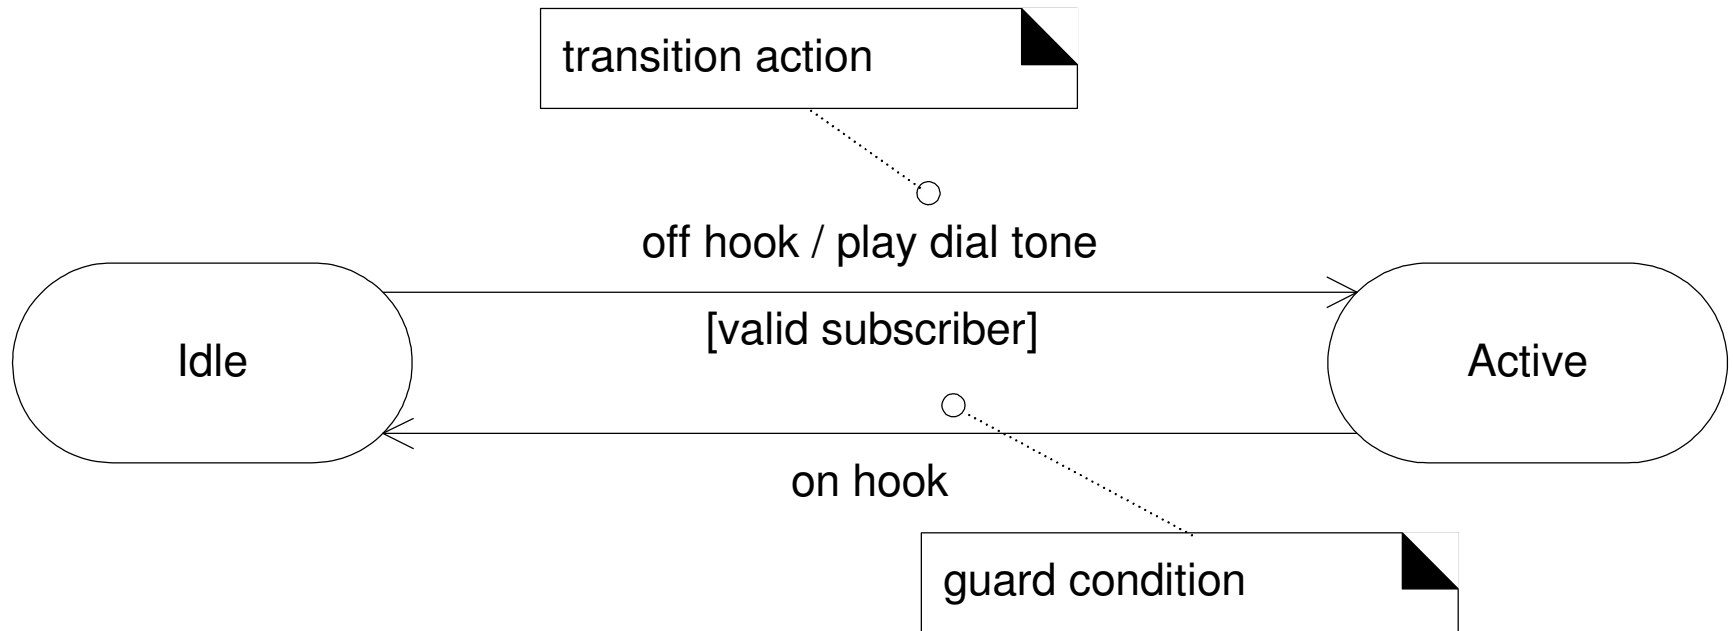 transition action
off hook / play dial tone
[valid subscriber]
Idle
Active
on hook
guard condition